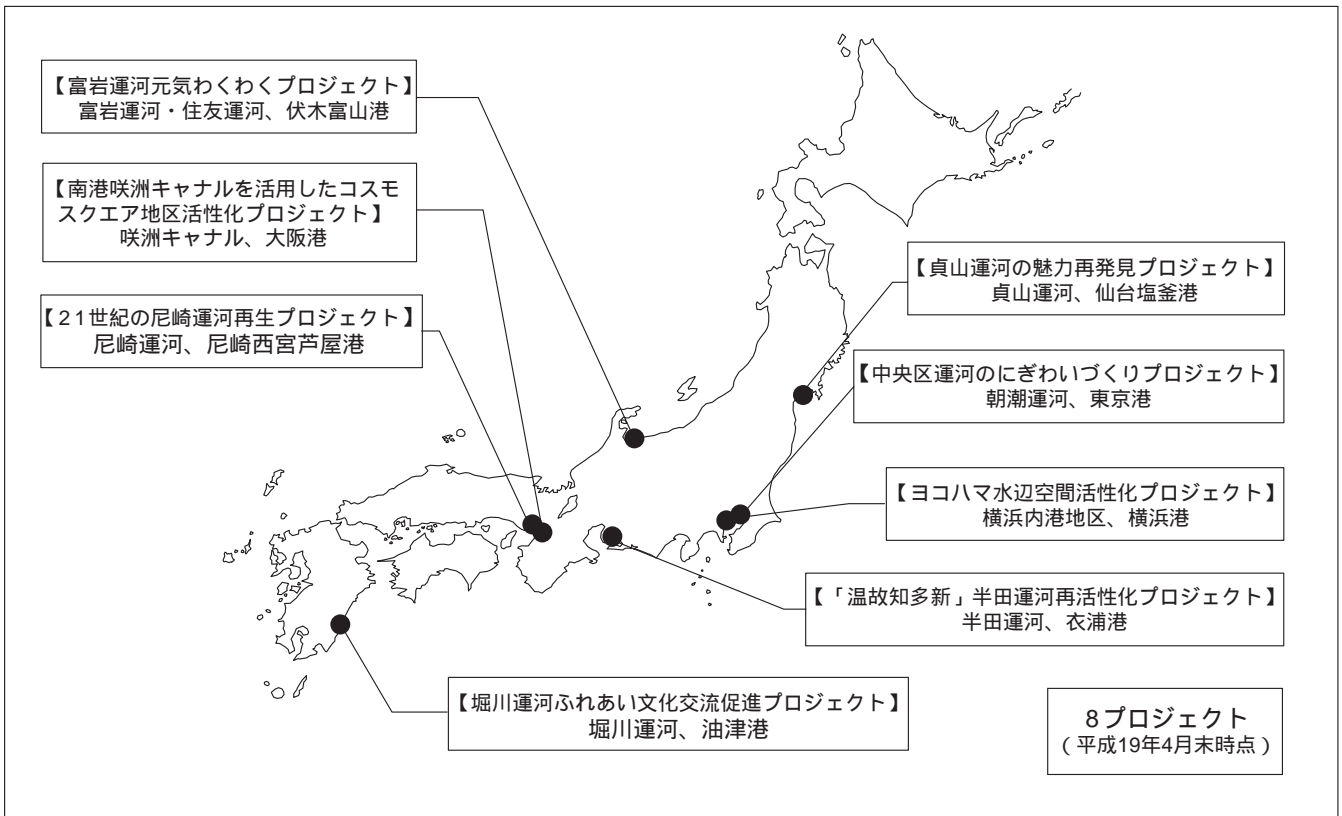 【富岩運河元気わくわくプロジェクト】
富岩運河・住友運河、伏木富山港
【南港咲洲キャナルを活用したコスモ
スクエア地区活性化プロジェクト】
咲洲キャナル、大阪港
【21世紀の尼崎運河再生プロジェクト】
尼崎運河、尼崎西宮芦屋港
【貞山運河の魅力再発見プロジェクト】
貞山運河、仙台塩釜港
【中央区運河のにぎわいづくりプロジェクト】
朝潮運河、東京港
【ヨコハマ水辺空間活性化プロジェクト】
横浜内港地区、横浜港
【「温故知多新」半田運河再活性化プロジェクト】
半田運河、衣浦港
【堀川運河ふれあい文化交流促進プロジェクト】
堀川運河、油津港
8プロジェクト
(平成19年4月末時点)